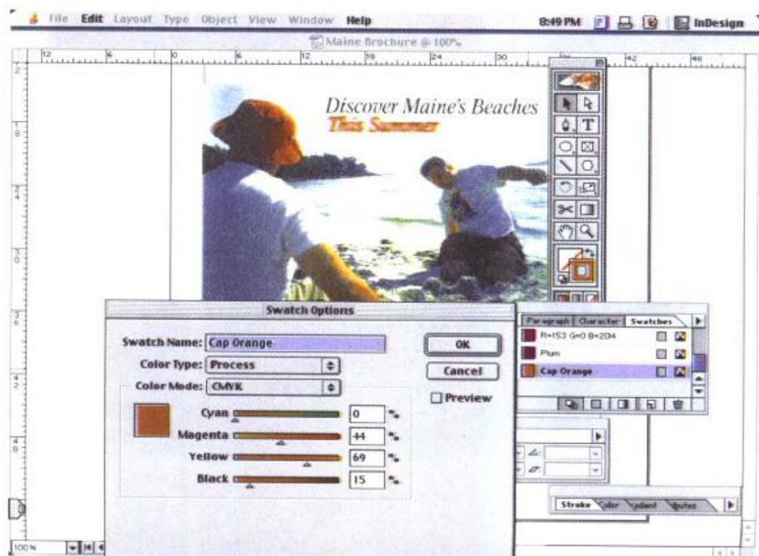 File Edit Layout Type Object View Window Help 8:49 PM InDesign
Maine Brochure @ 100%
Discover Maine's Beaches
This Summer
Swatch Options
Swatch Name: Cap Orange
Color Type: Process
Color Mode: CMYK
Cyan 0 %
Magenta 44 %
Yellow 69 %
Black 15 %
OK
Cancel
Preview
Paragraph Character Swatches
R=153 G=0 B=204
Plum
Cap Orange
Stroke Color
100%